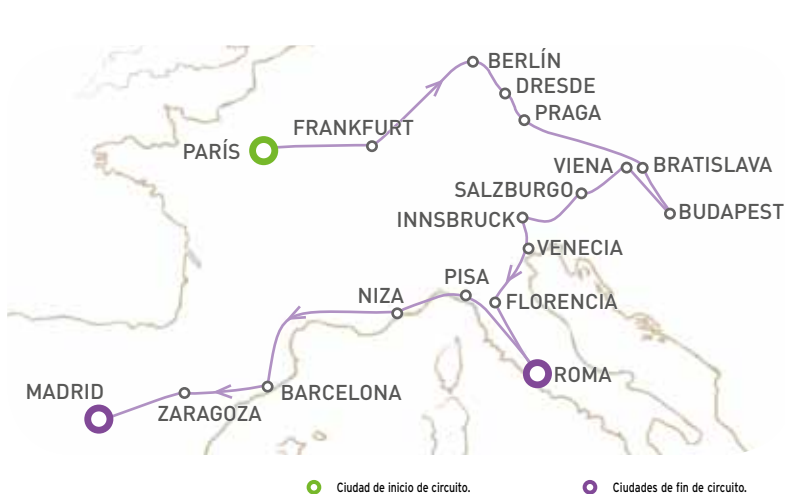 BERLÍN
DRESDE
PRAGA
FRANKFURT
PARÍS
VIENA
BRATISLAVA
SALZBURGO
BUDAPEST
INNSBRUCK
VENECIA
PISA
NIZA
FLORENCIA
ROMA
MADRID
BARCELONA
ZARAGOZA
Ciudad de inicio de circuito.
Ciudades de fin de circuito.